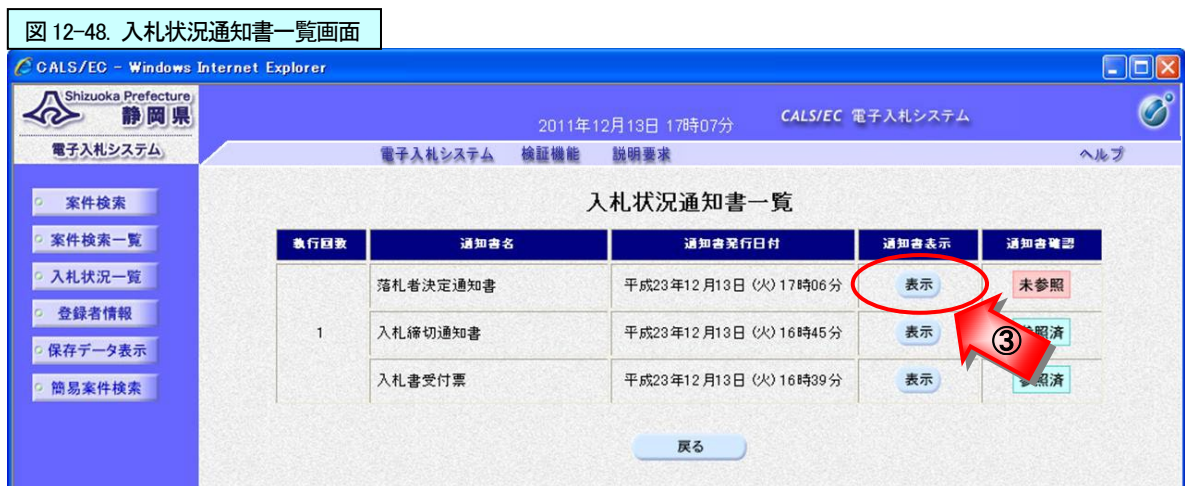 図 12-48. 入札状況通知書一覧画面
CALS/EC - Windows Internet Explorer
Shizuoka Prefecture
静岡県
電子入札システム
2011年12月13日 17時07分
CALS/EC 電子入札システム
電子入札システム 検証機能 説明要求 ヘルプ
案件検索
案件検索一覧
入札状況一覧
登録者情報
保存データ表示
簡易案件検索
入札状況通知書一覧
執行回数 通知書名 通知書発行日付 通知書表示 通知書確認
落札者決定通知書 平成23年12月13日 (火) 17時06分 表示 未参照
1 入札締切通知書 平成23年12月13日 (火) 16時45分 表示 参照済
入札書受付票 平成23年12月13日 (火) 16時39分 表示 参照済
③
戻る